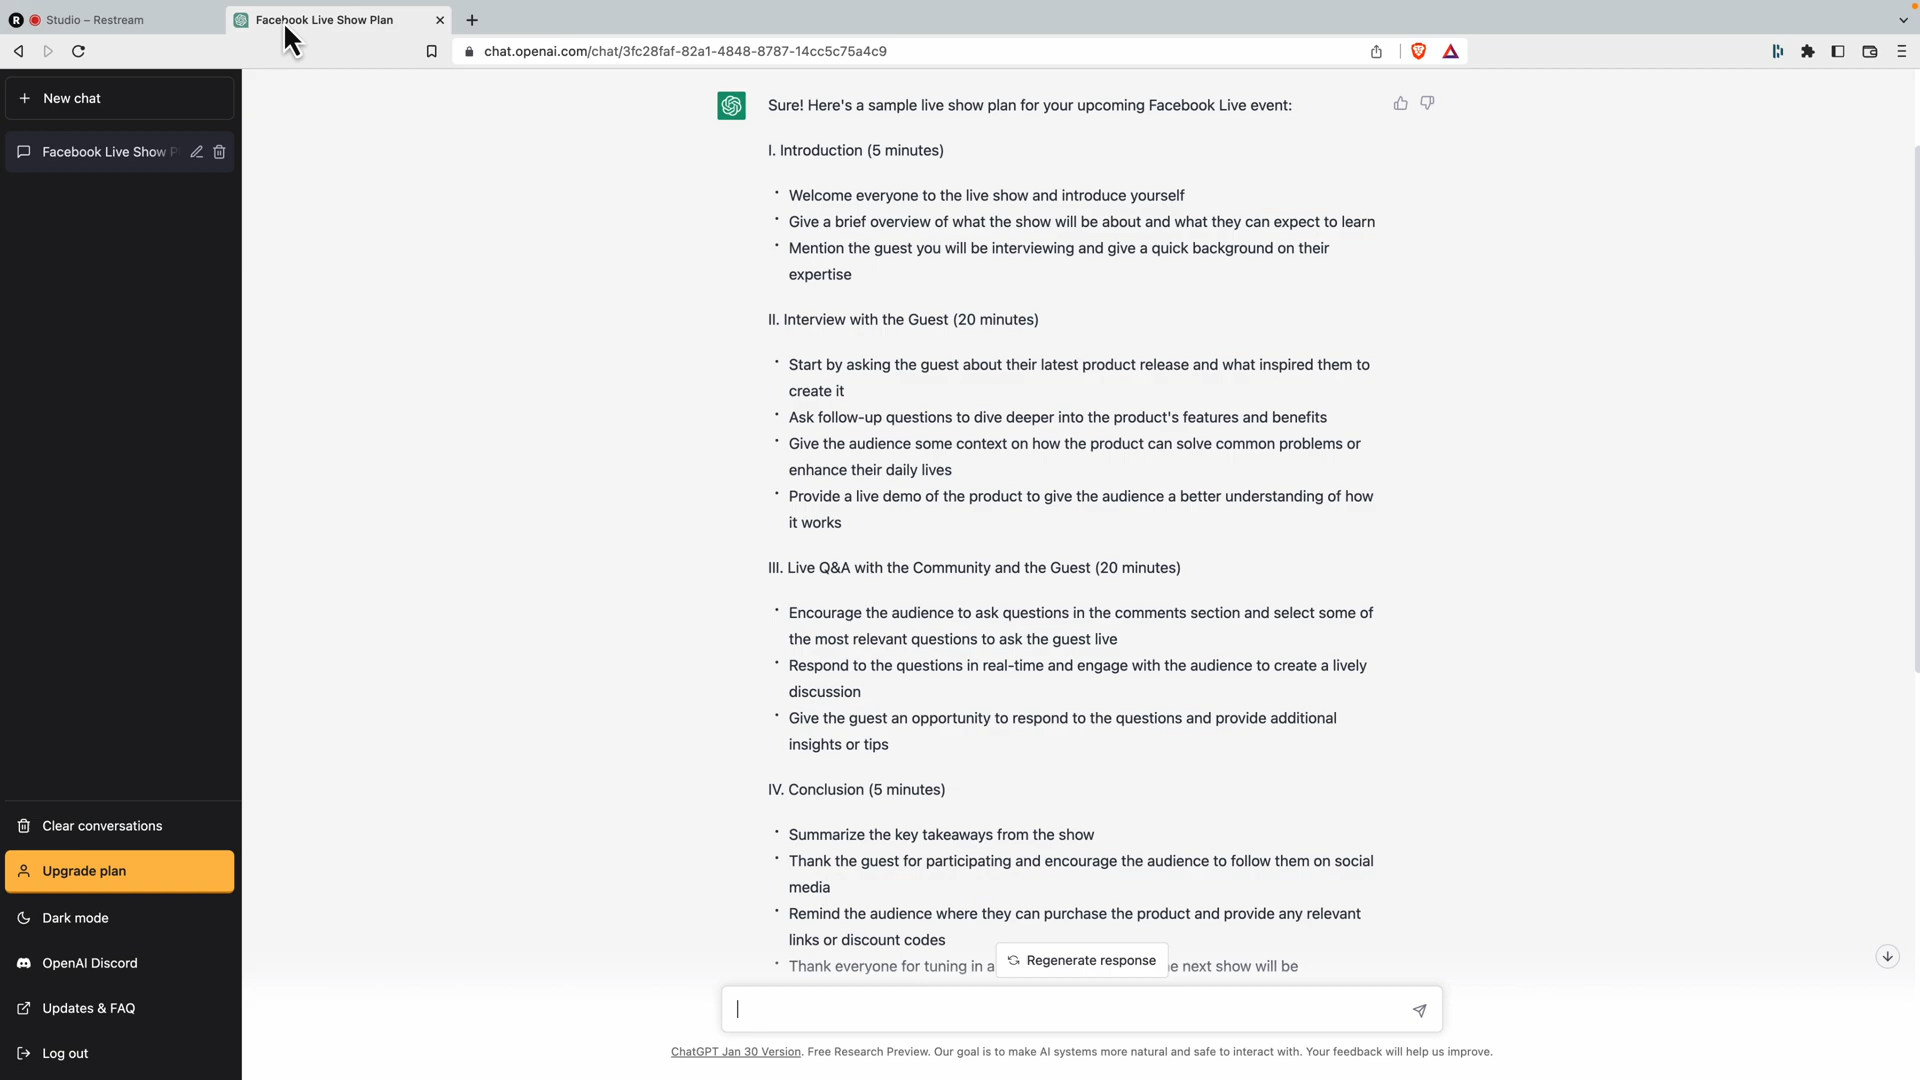 Studio – Restream
Facebook Live Show Plan
chat.openai.com/chat/3fc28faf-82a1-4848-8787-14cc5c75a4c9
New chat
Facebook Live Show P
Sure! Here's a sample live show plan for your upcoming Facebook Live event:
I. Introduction (5 minutes)
• Welcome everyone to the live show and introduce yourself
• Give a brief overview of what the show will be about and what they can expect to learn
• Mention the guest you will be interviewing and give a quick background on their
expertise
II. Interview with the Guest (20 minutes)
• Start by asking the guest about their latest product release and what inspired them to
create it
• Ask follow-up questions to dive deeper into the product's features and benefits
• Give the audience some context on how the product can solve common problems or
enhance their daily lives
• Provide a live demo of the product to give the audience a better understanding of how
it works
III. Live Q&A with the Community and the Guest (20 minutes)
• Encourage the audience to ask questions in the comments section and select some of
the most relevant questions to ask the guest live
• Respond to the questions in real-time and engage with the audience to create a lively
discussion
• Give the guest an opportunity to respond to the questions and provide additional
insights or tips
IV. Conclusion (5 minutes)
• Summarize the key takeaways from the show
• Thank the guest for participating and encourage the audience to follow them on social
media
• Remind the audience where they can purchase the product and provide any relevant
links or discount codes
• Thank everyone for tuning in a
e next show will be
Regenerate response
Clear conversations
Upgrade plan
Dark mode
OpenAI Discord
Updates & FAQ
Log out
ChatGPT Jan 30 Version. Free Research Preview. Our goal is to make AI systems more natural and safe to interact with. Your feedback will help us improve.